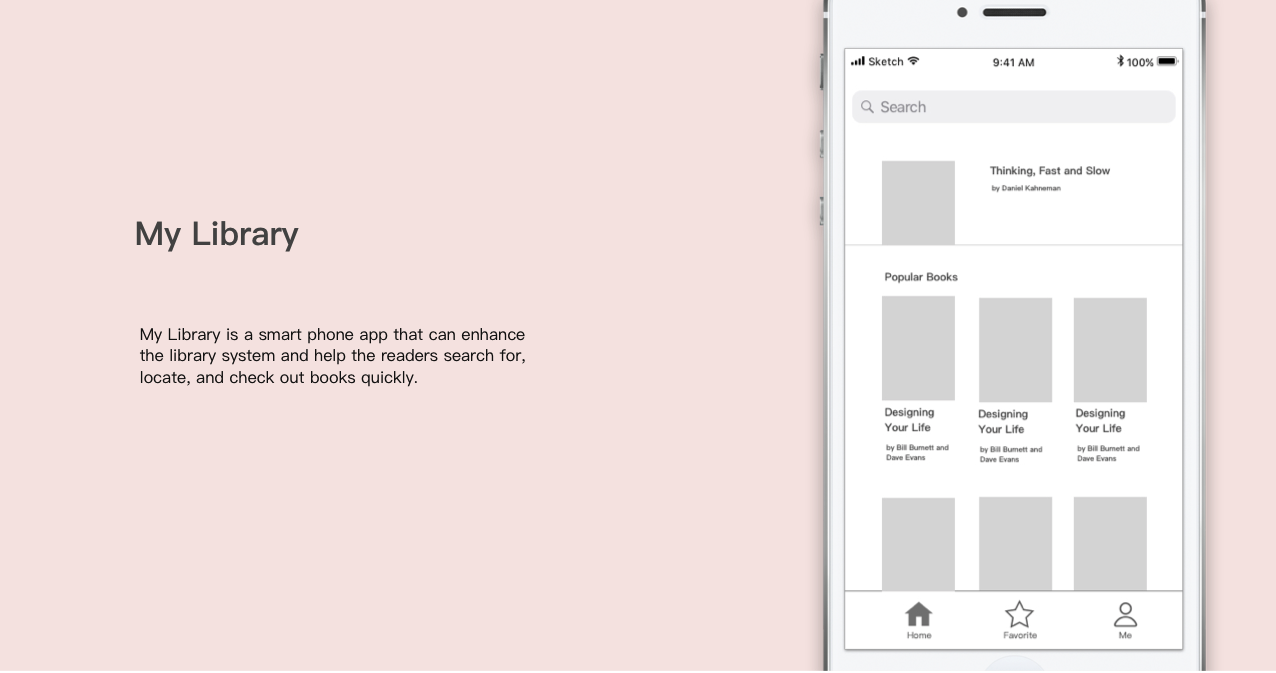 My Library
My Library is a smart phone app that can enhance
the library system and help the readers search for,
locate, and check out books quickly.
Sketch
9:41 AM
100%
Search
Thinking, Fast and Slow
by Daniel Kahneman
Popular Books
Designing
Your Life
by Bill Burnett and
Dave Evans
Designing
Your Life
by Bill Burnett and
Dave Evans
Designing
Your Life
by Bill Burnett and
Dave Evans
Home
Favorite
Me